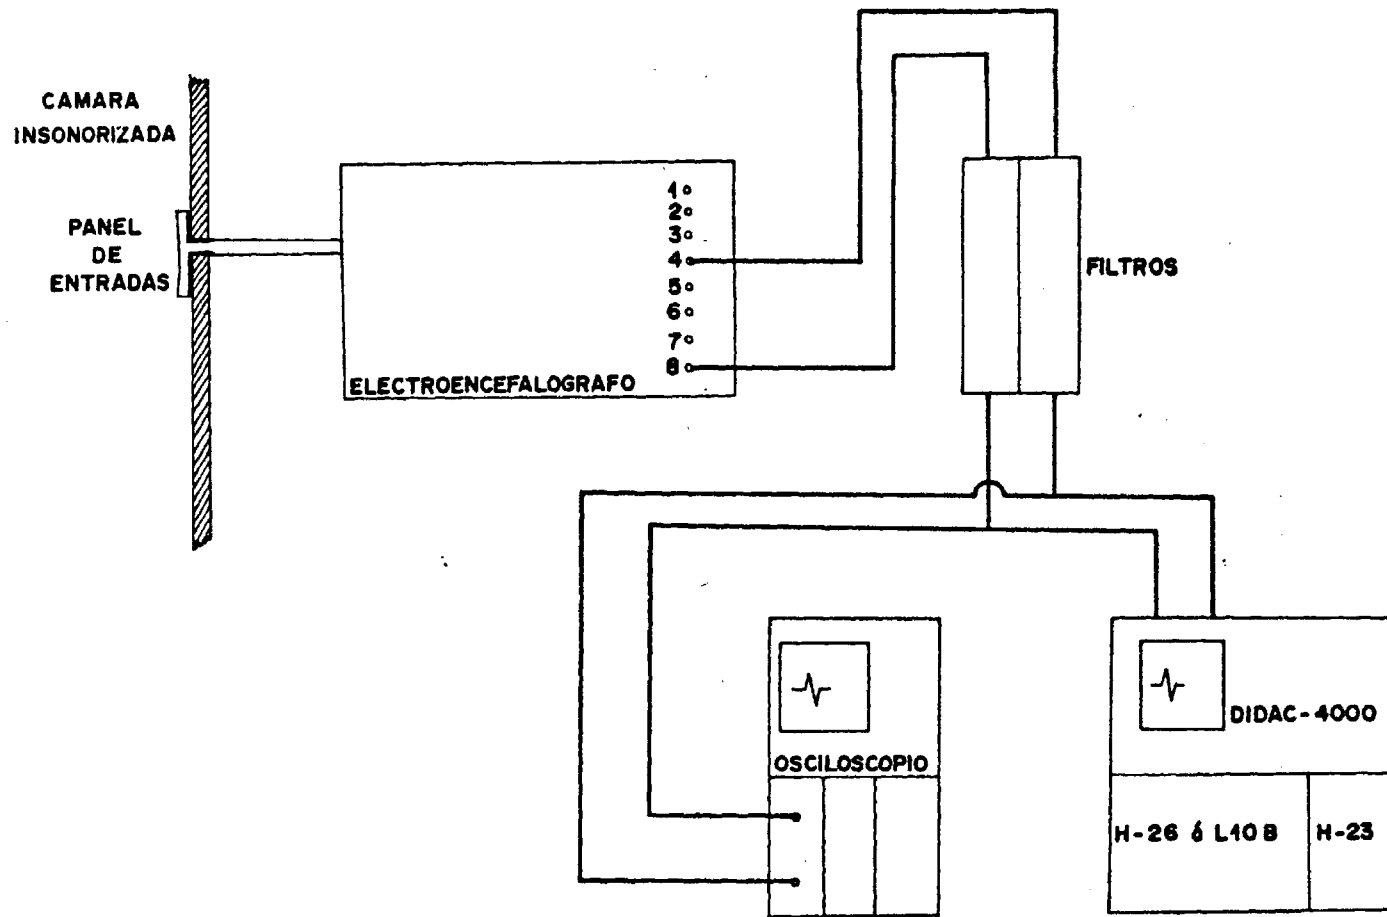 CAMARA
INSONORIZADA
PANEL
DE
ENTRADAS
1
2
3
4
5
6
7
8
ELECTROENCEFALOGRAFO
FILTROS
OSCILOSCOPIO
DIDAC-4000
H-26 ó L10B
H-23